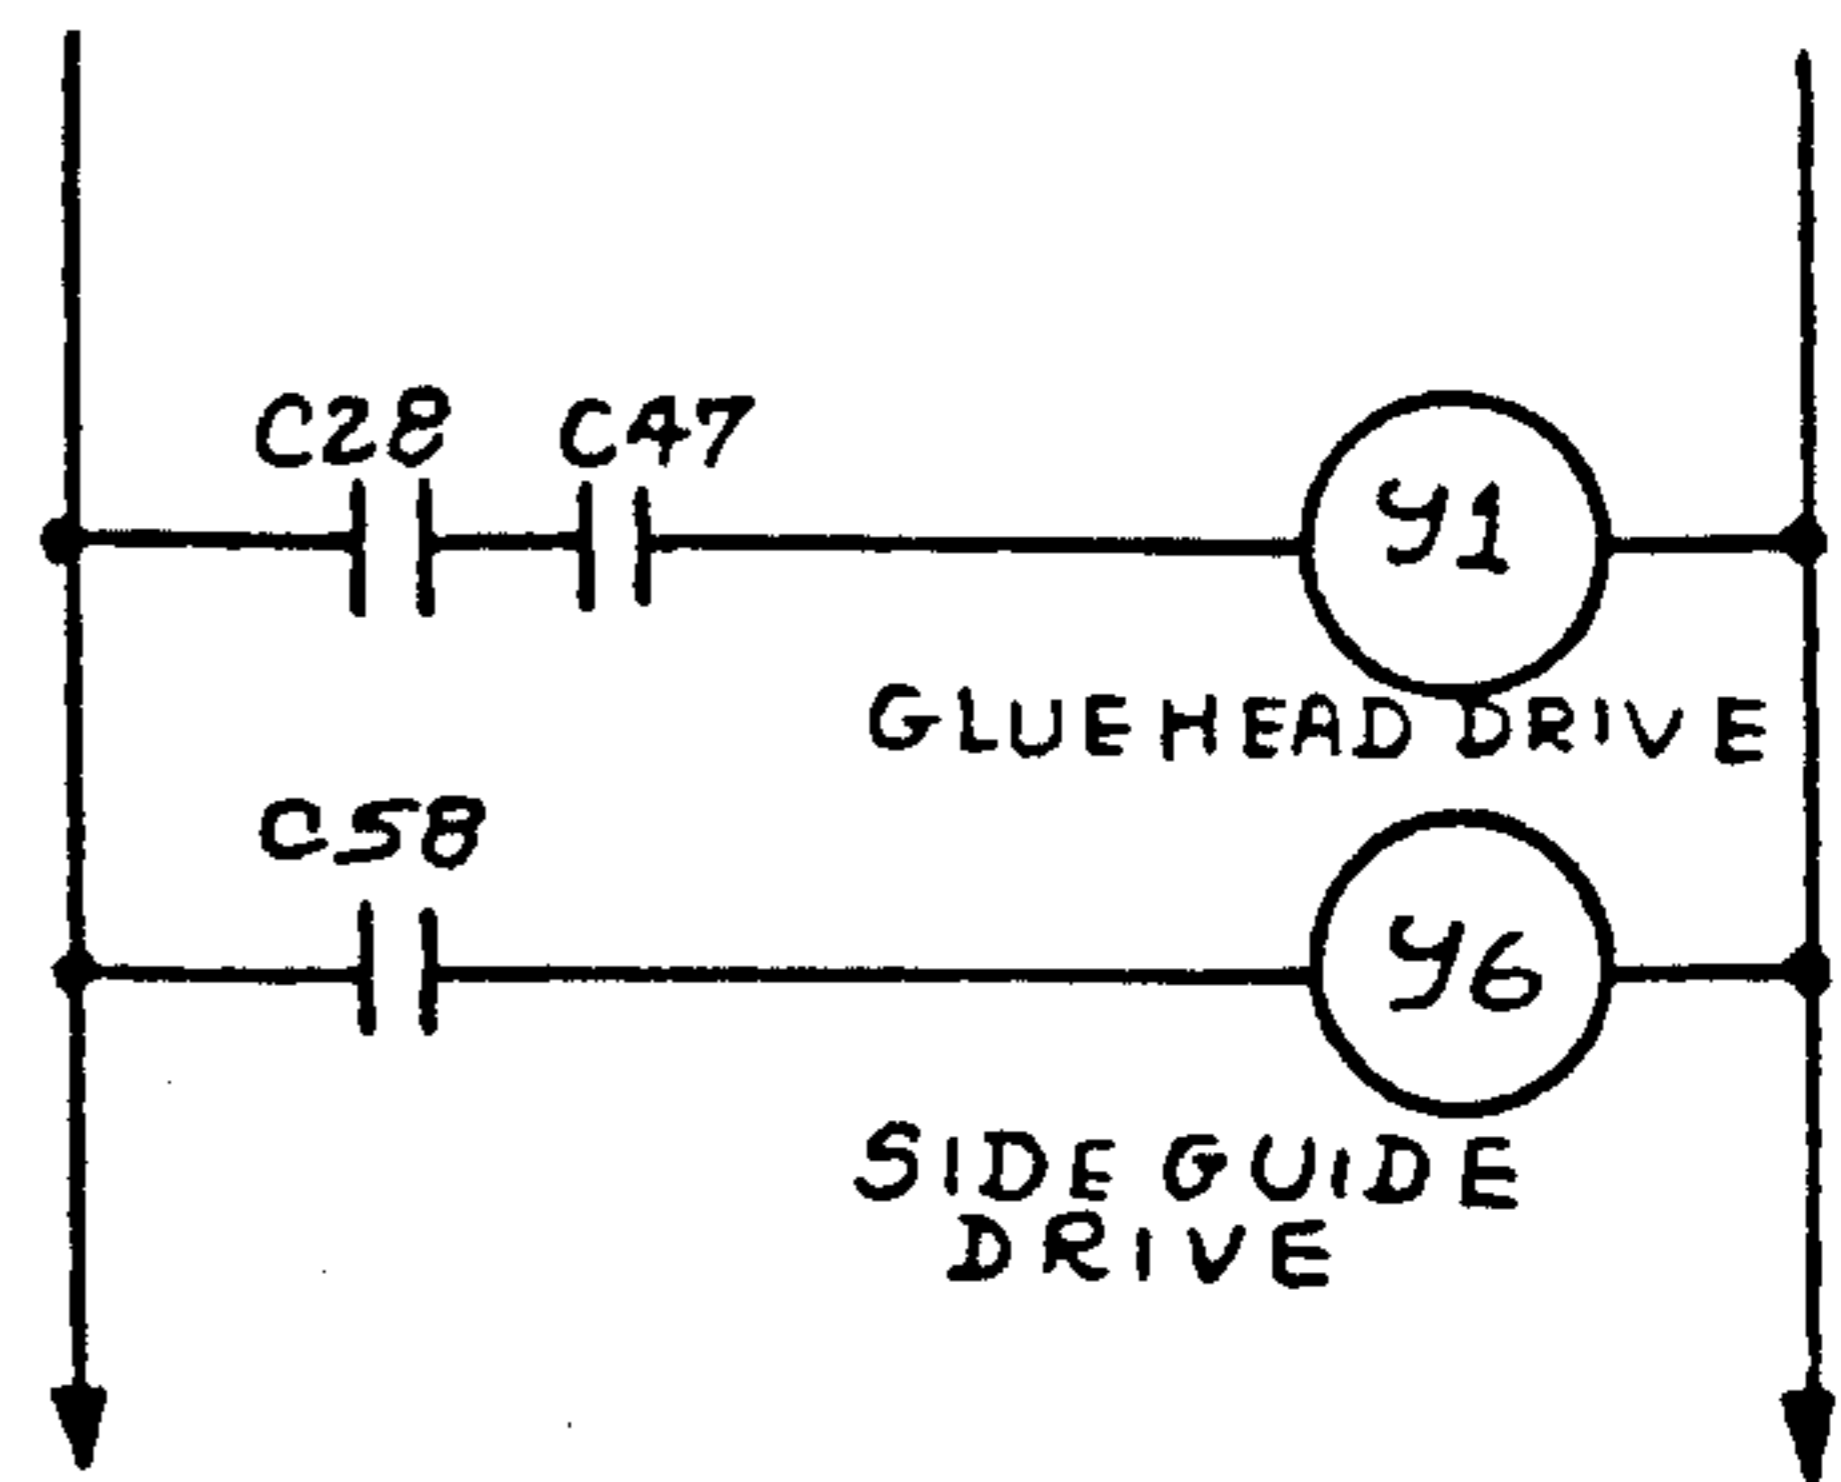 C28 C47
Y1
GLUEHEAD DRIVE
C58
Y6
SIDE GUIDE
DRIVE